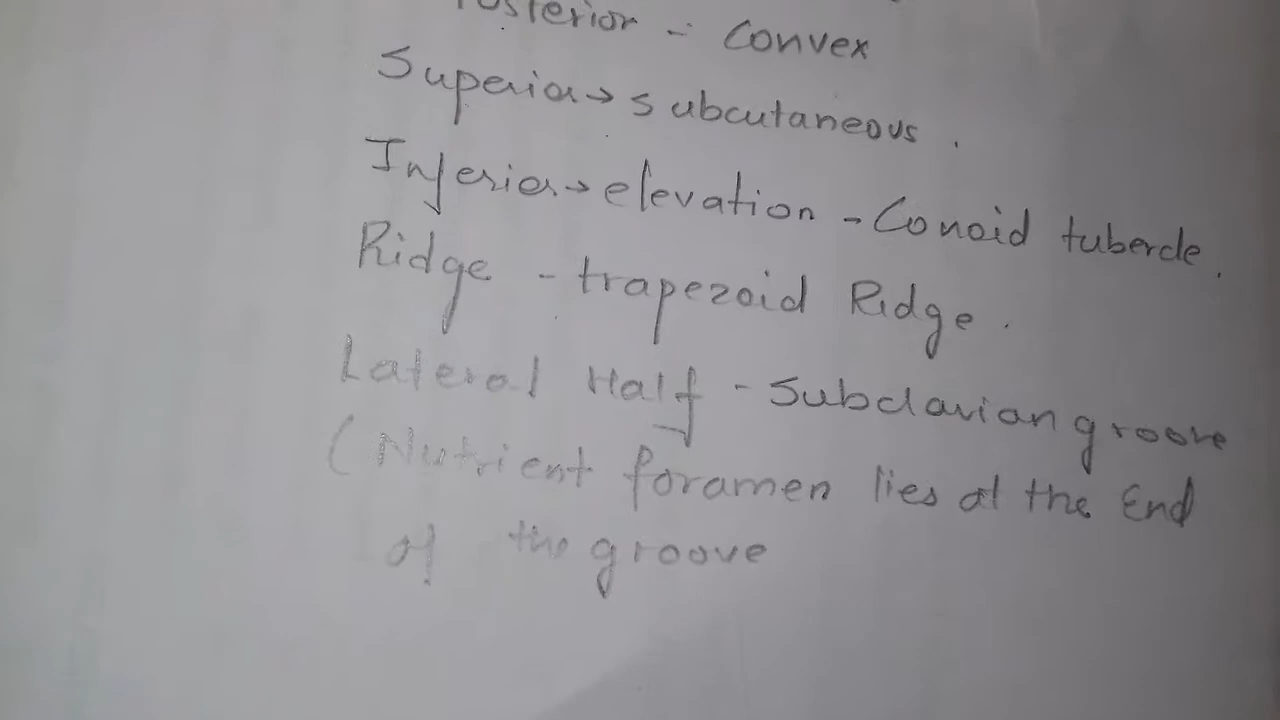 Posterior - Convex
Superior → subcutaneous.
Inferior → elevation - Conoid tubercle.
Ridge - trapezoid Ridge.
Lateral Half - Subclavian groove
(Nutrient foramen lies at the End
of the groove